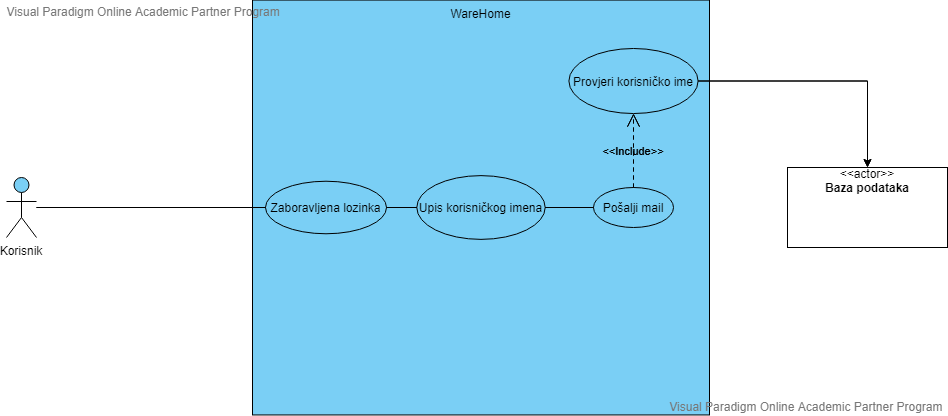 Visual Paradigm Online Academic Partner Program
WareHome
Provjeri korisničko ime
<<Include>>
<<actor>>
Baza podataka
Zaboravljena lozinka
Upis korisničkog imena
Pošalji mail
Korisnik
Visual Paradigm Online Academic Partner Program